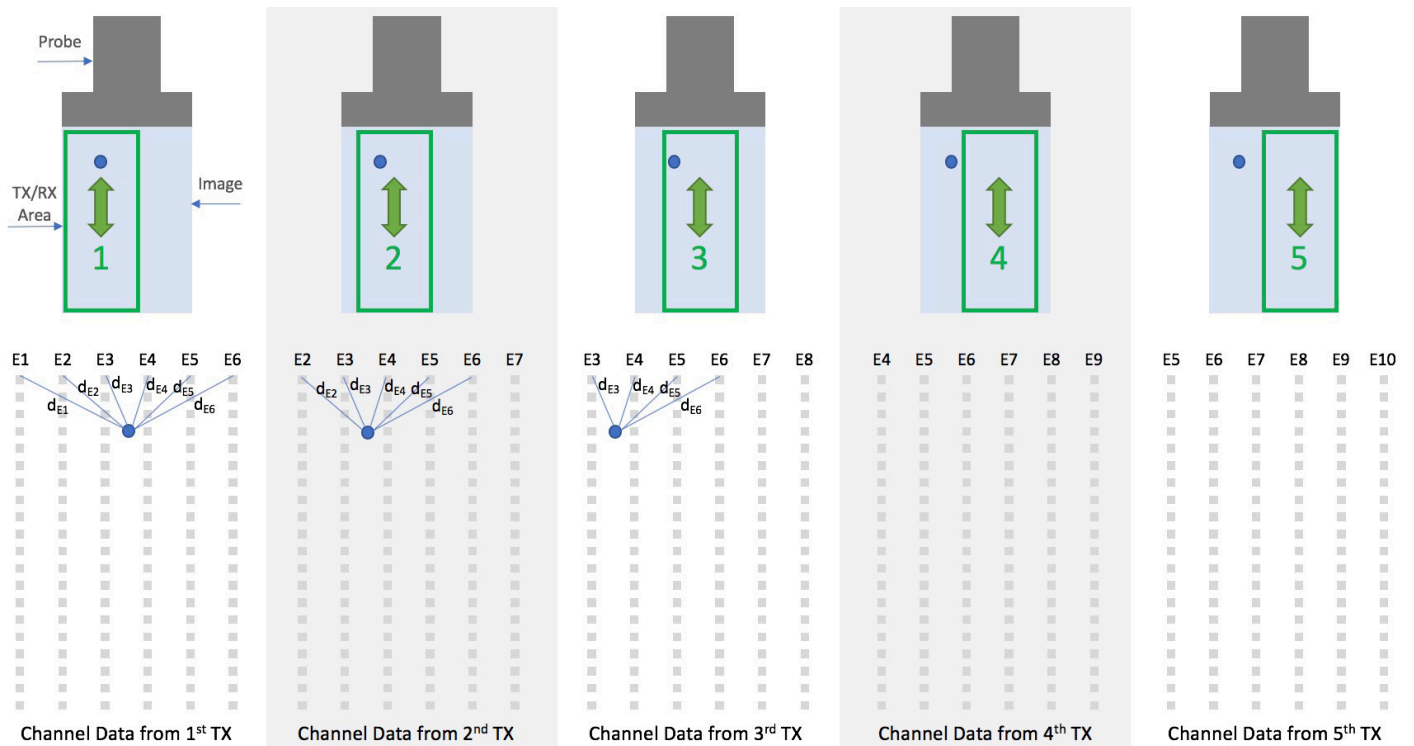 Probe
TX/RX
Area
Image
1
2
3
4
5
E1 E2 E3 E4 E5 E6
E2 E3 E4 E5 E6 E7
E3 E4 E5 E6 E7 E8
E4 E5 E6 E7 E8 E9
E5 E6 E7 E8 E9 E10
dE1 dE2 dE3 dE4 dE5 dE6
dE2 dE3 dE4 dE5 dE6
dE3 dE4 dE5 dE6
Channel Data from 1st TX
Channel Data from 2nd TX
Channel Data from 3rd TX
Channel Data from 4th TX
Channel Data from 5th TX